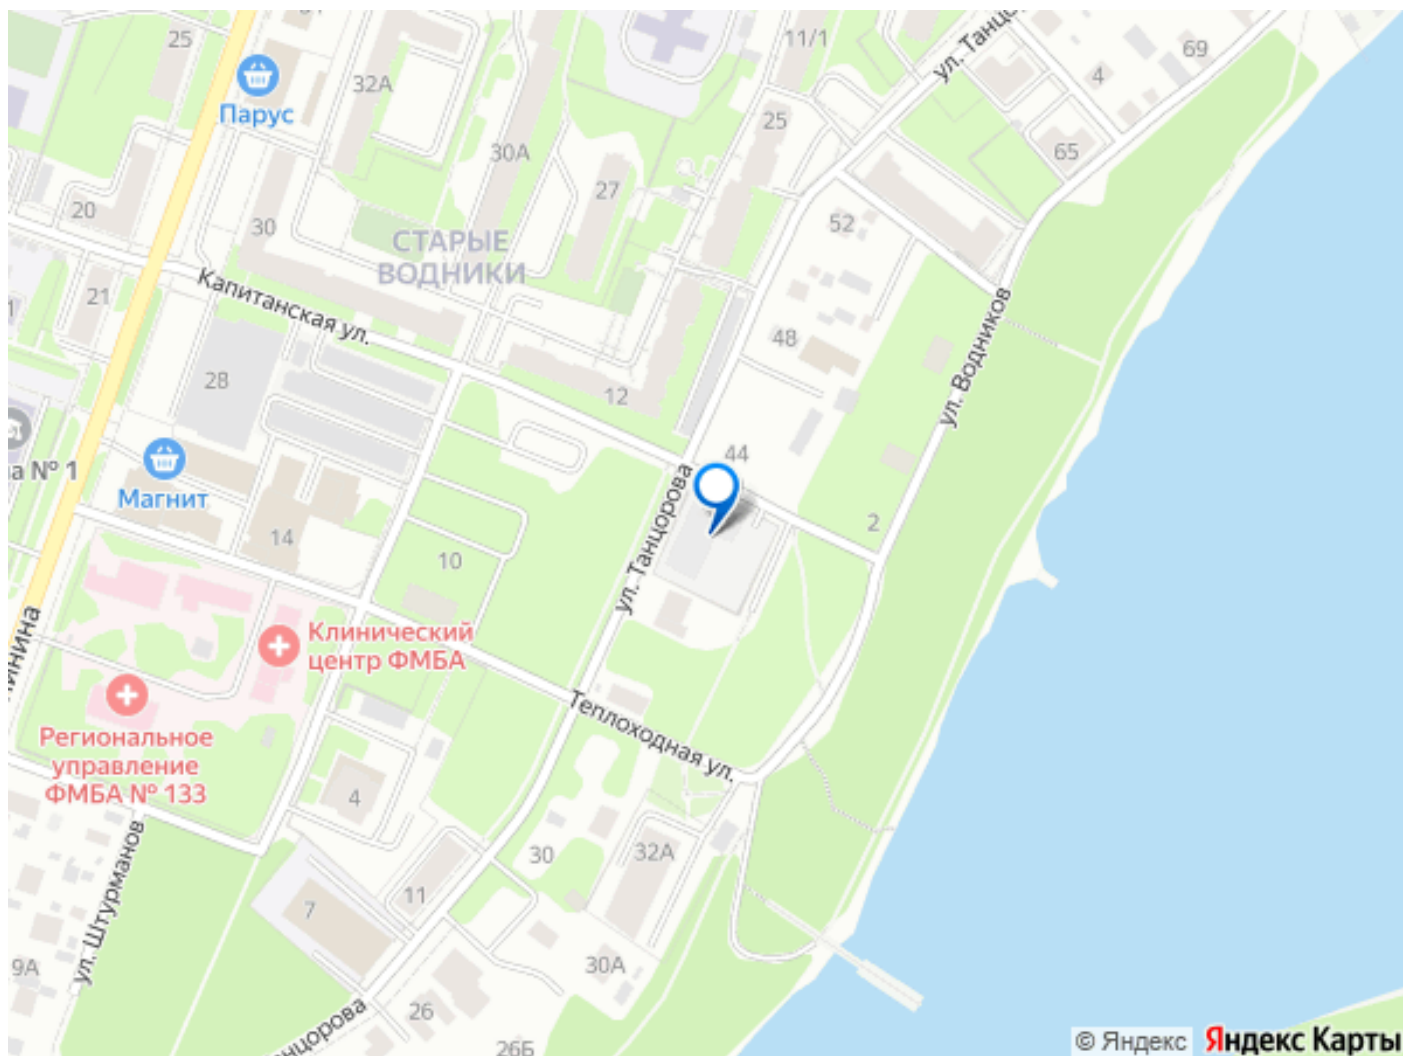 25
32А
11/1
ул. Танцо
69
4
Парус
30А
25
65
27
20
30
СТАРЫЕ
ВОДНИКИ
52
21
Капитанская ул.
48
ул. Водников
28
12
44
а № 1
Магнит
14
10
2
ул. Танцорова
Клинический
центр ФМБА
инина
Теплоходная ул.
Региональное
управление
ФМБА № 133
4
30
32А
11
7
ул. Штурманов
9А
30А
26
нцорова
26Б
© Яндекс
Яндекс Карты